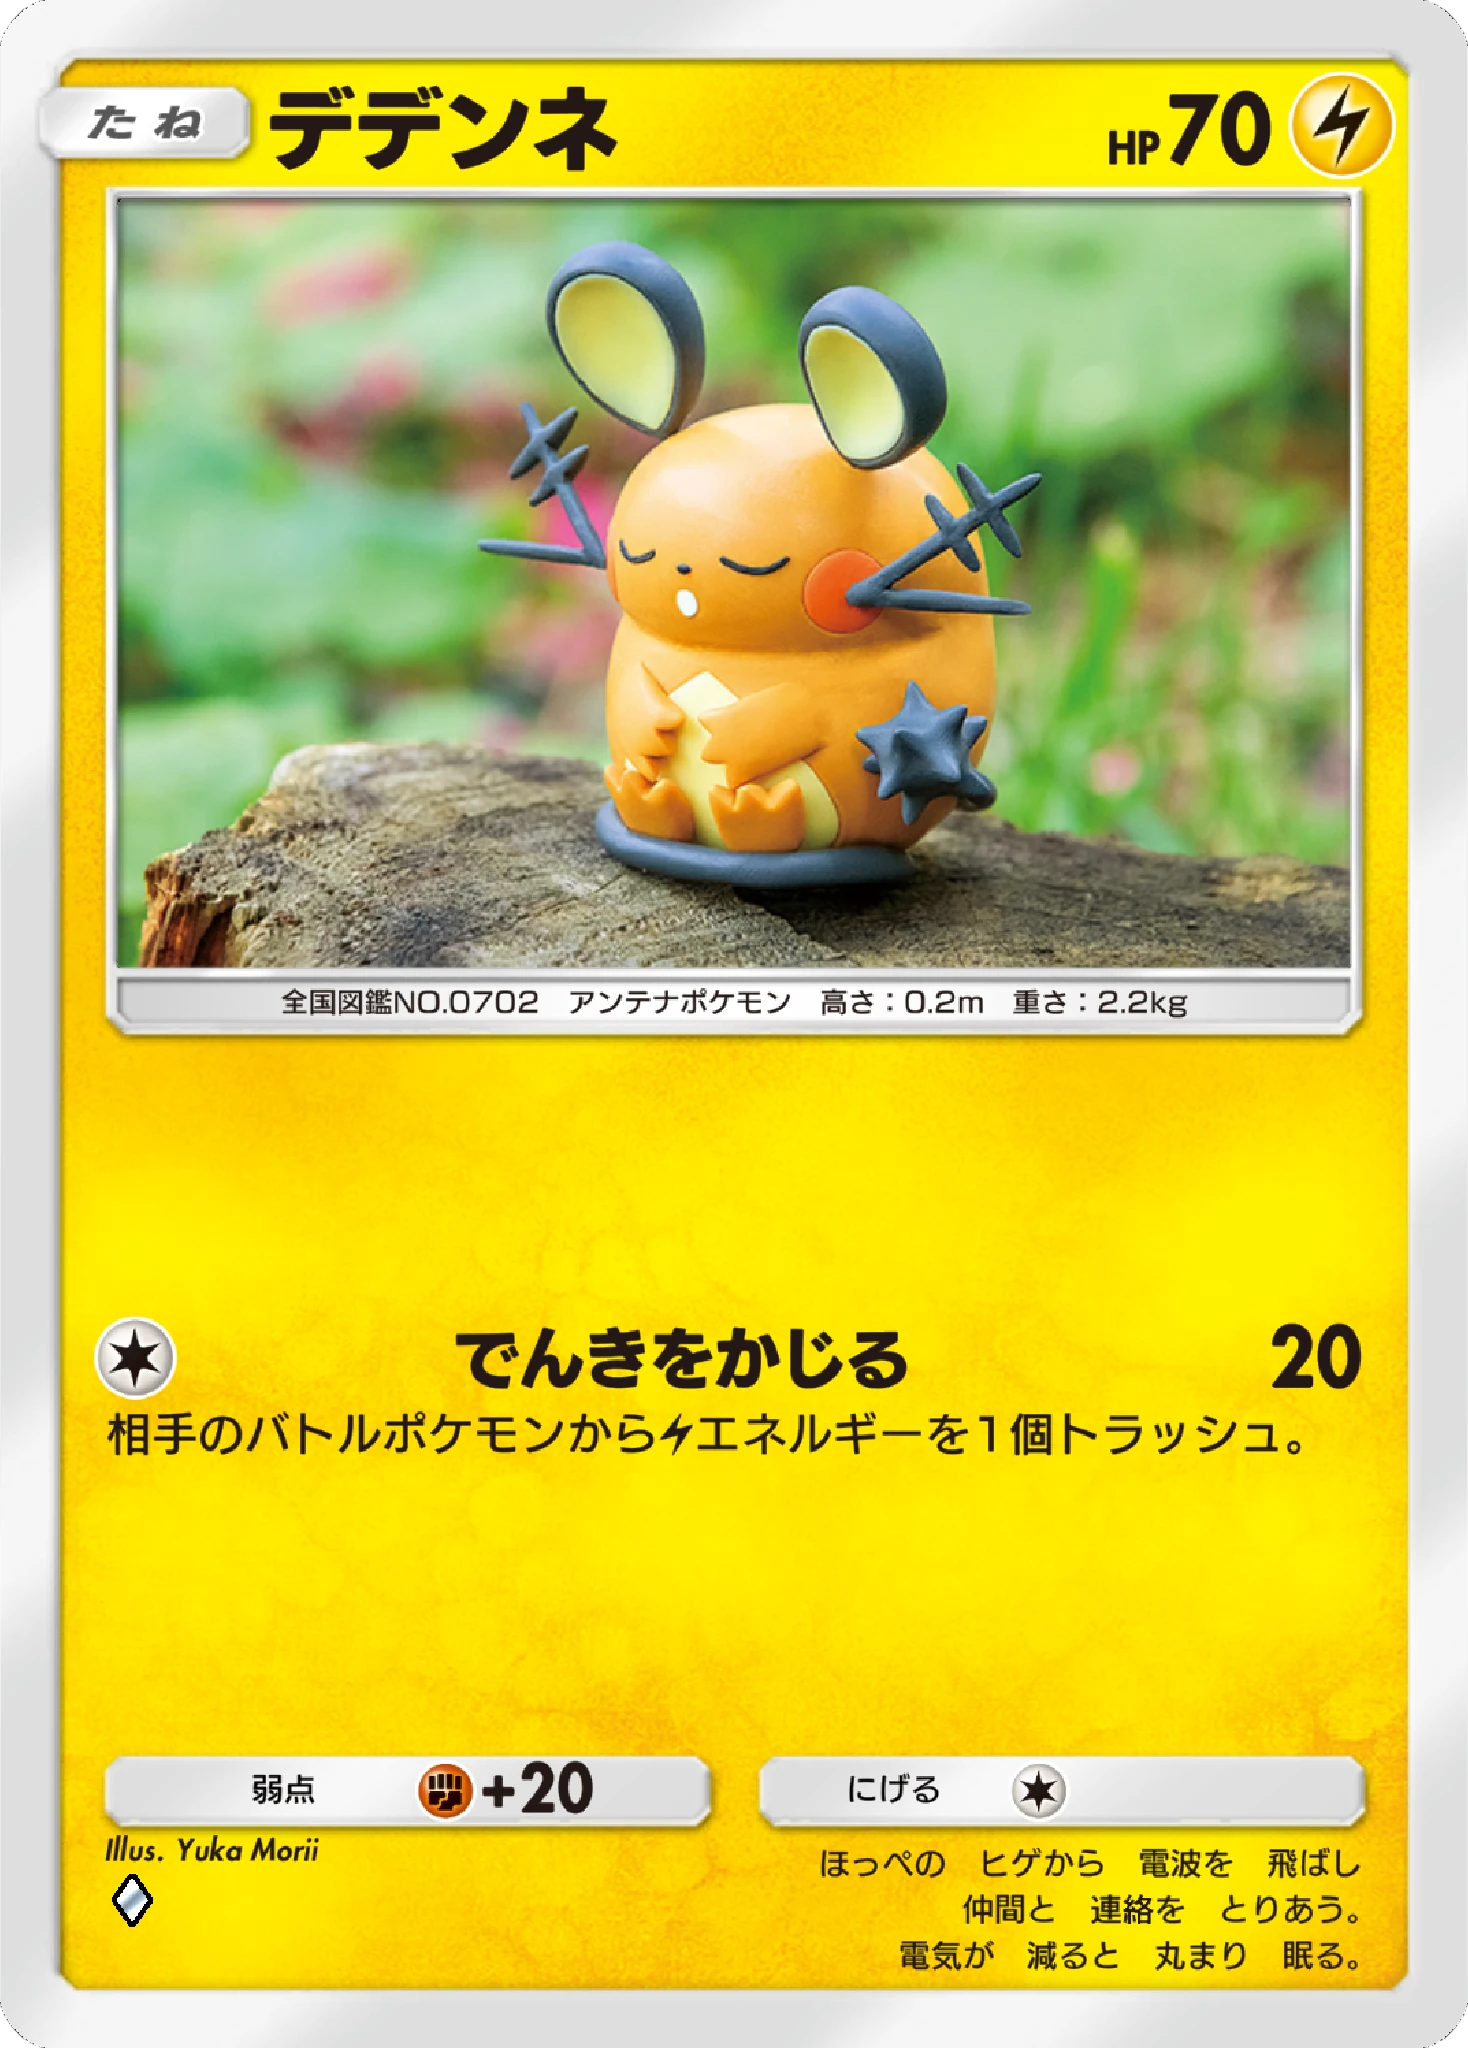 たね デデンネ HP70
全国図鑑NO.0702 アンテナポケモン 高さ：0.2m 重さ：2.2kg
でんきをかじる 20
相手のバトルポケモンからエネルギーを1個トラッシュ。
弱点 +20 にげる
Illus. Yuka Morii
ほっぺの ヒゲから 電波を 飛ばし
仲間と 連絡を とりあう。
電気が 減ると 丸まり 眠る。